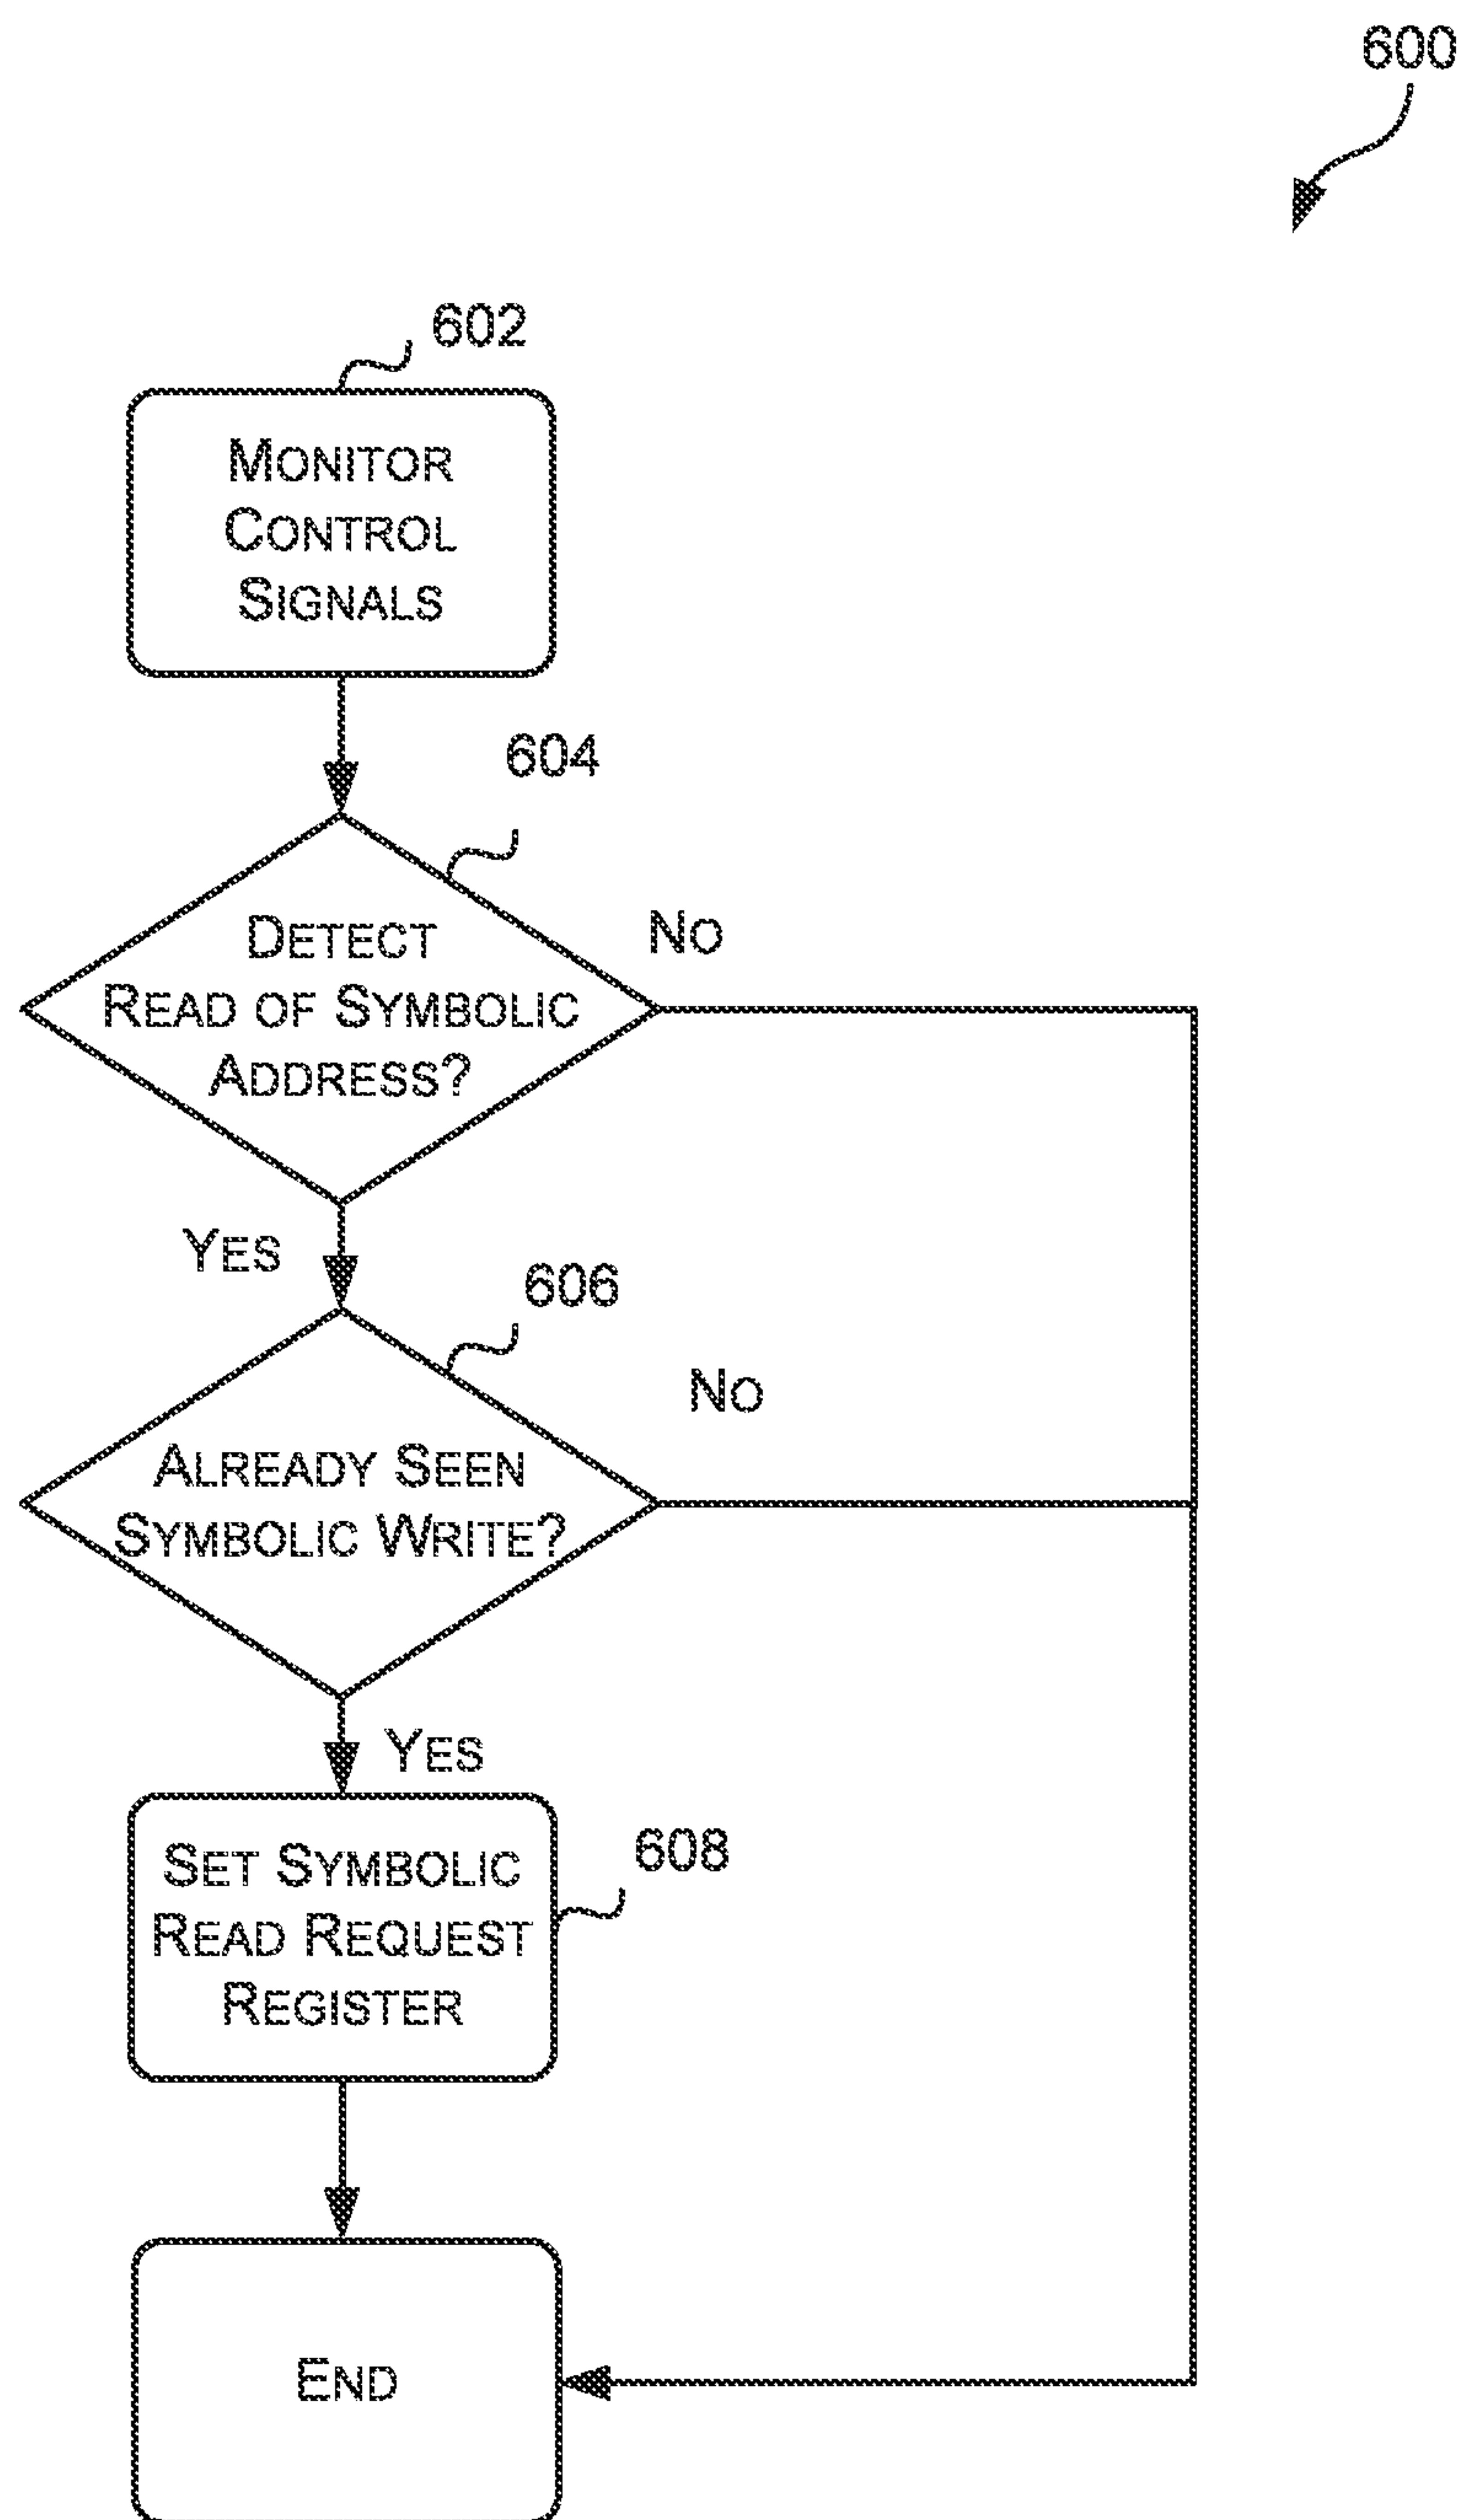 600
602
MONITOR
CONTROL
SIGNALS
604
DETECT
READ OF SYMBOLIC
ADDRESS?
NO
YES
606
ALREADY SEEN
SYMBOLIC WRITE?
NO
YES
608
SET SYMBOLIC
READ REQUEST
REGISTER
END